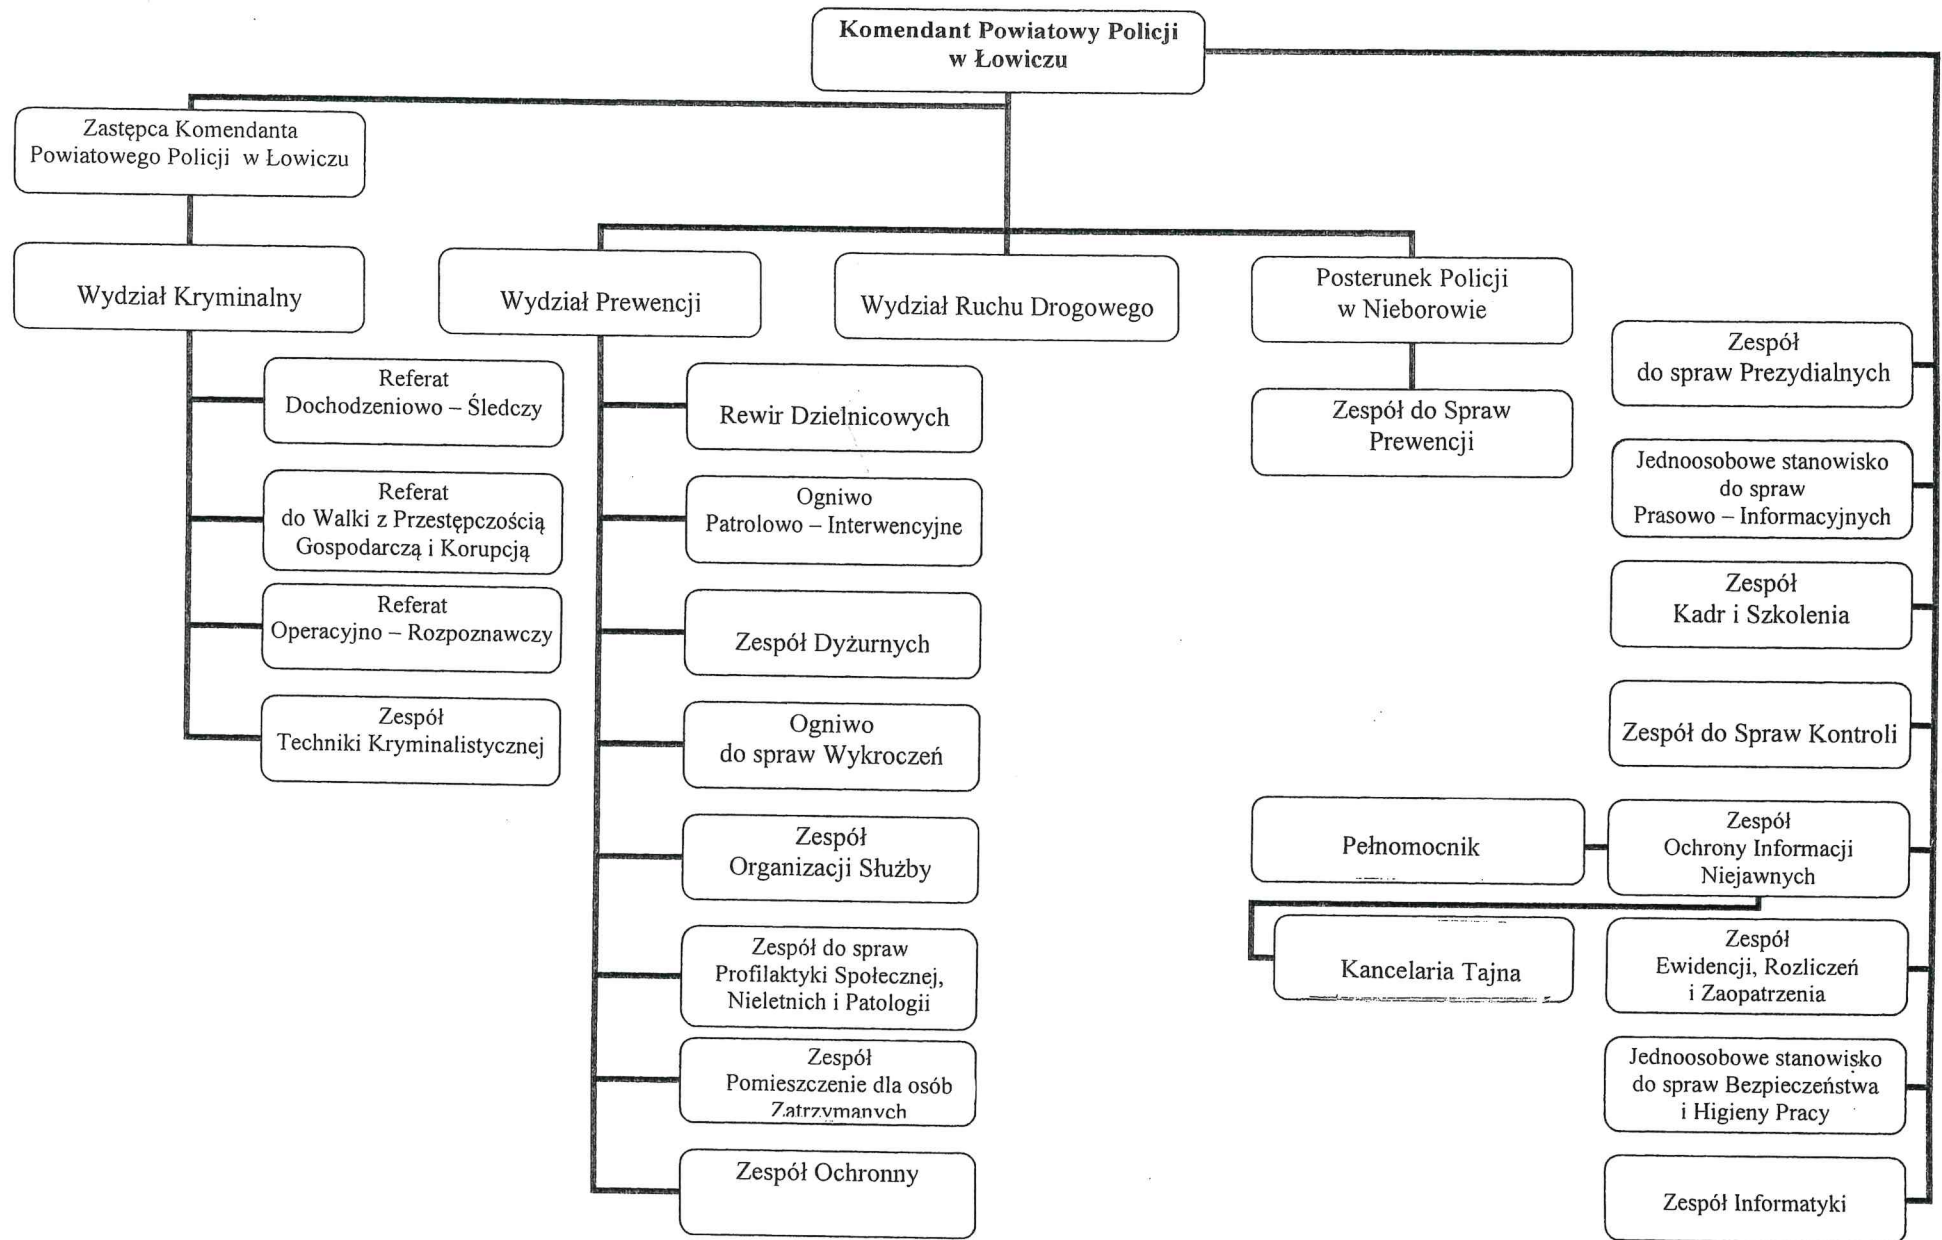 Komendant Powiatowy Policji
w Łowiczu
Zastępca Komendanta
Powiatowego Policji w Łowiczu
Wydział Kryminalny
Referat
Dochodzeniowo – Śledczy
Referat
do Walki z Przestępczością
Gospodarczą i Korupcją
Referat
Operacyjno – Rozpoznawczy
Zespół
Techniki Kryminalistycznej
Wydział Prewencji
Rewir Dzielnicowych
Ogniwo
Patrolowo – Interwencyjne
Zespół Dyżurnych
Ogniwo
do spraw Wykroczeń
Zespół
Organizacji Służby
Zespół do spraw
Profilaktyki Społecznej,
Nieletnich i Patologii
Zespół
Pomieszczenie dla osób
Zatrzymanych
Zespół Ochronny
Wydział Ruchu Drogowego
Posterunek Policji
w Nieborowie
Zespół do Spraw
Prewencji
Zespół
do spraw Prezydialnych
Jednoosobowe stanowisko
do spraw
Prasowo – Informacyjnych
Zespół
Kadr i Szkolenia
Zespół do Spraw Kontroli
Zespół
Ochrony Informacji
Niejawnych
Pełnomocnik
Kancelaria Tajna
Zespół
Ewidencji, Rozliczeń
i Zaopatrzenia
Jednoosobowe stanowisko
do spraw Bezpieczeństwa
i Higieny Pracy
Zespół Informatyki